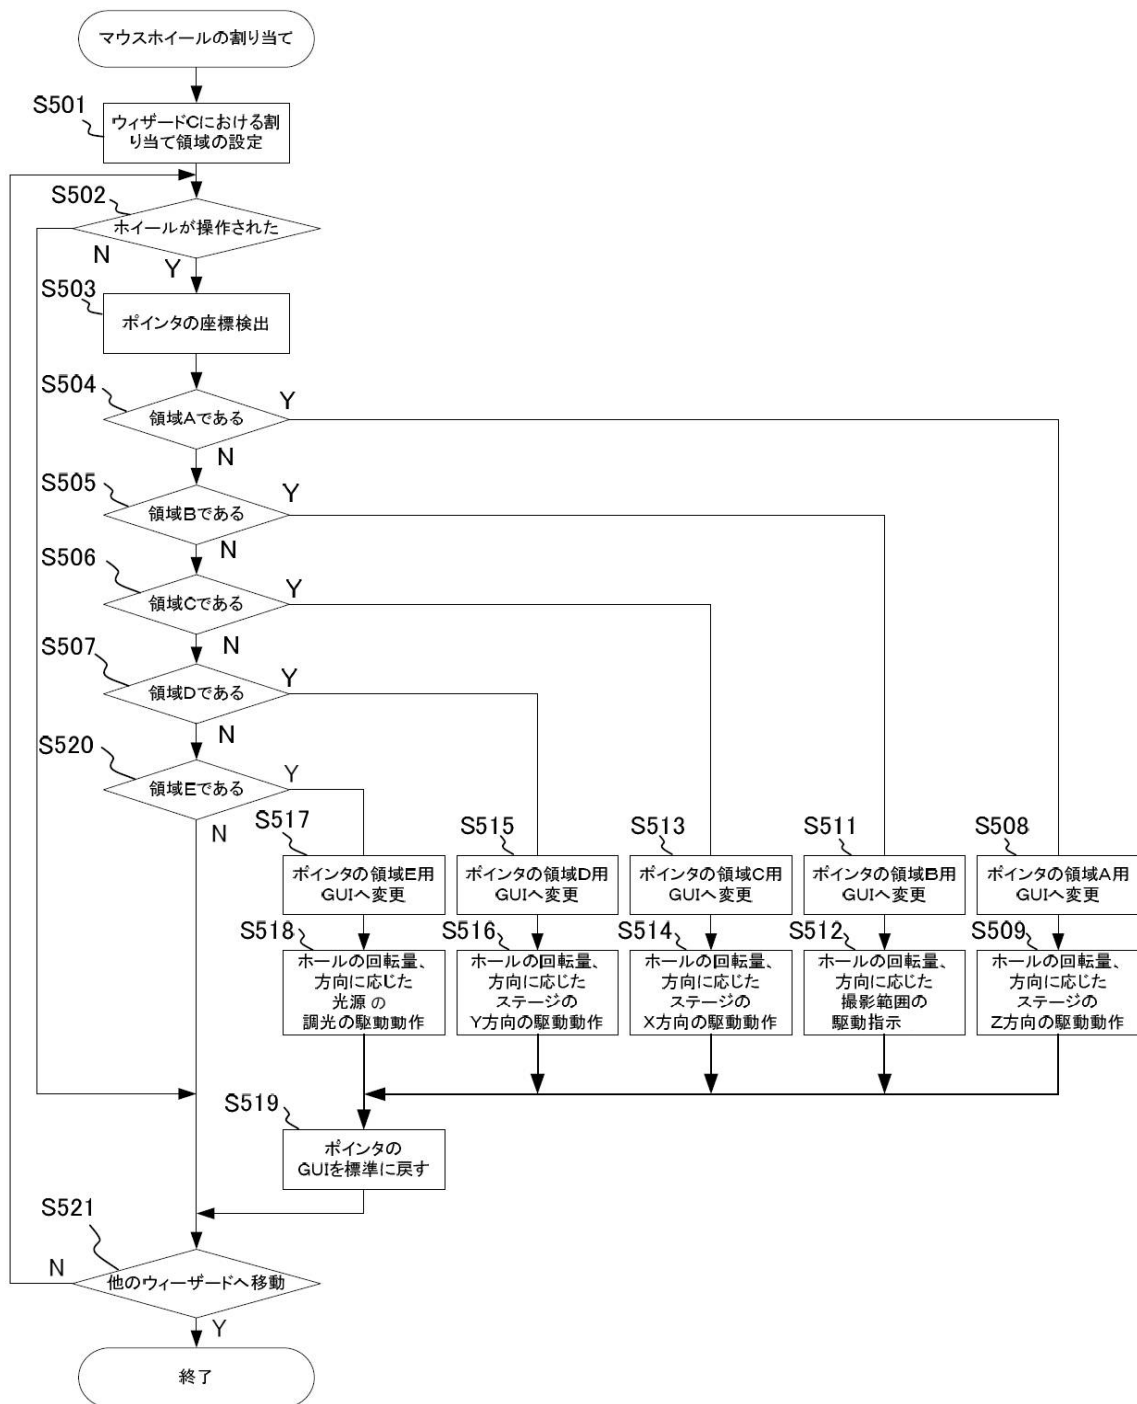 マウスホイールの割り当て
S501
ウィザードCにおける割
り当て領域の設定
S502
ホイールが操作された
N
Y
S503
ポインタの座標検出
S504
領域Aである
Y
N
S505
領域Bである
Y
N
S506
領域Cである
Y
N
S507
領域Dである
Y
N
S520
領域Eである
Y
N
S517
ポインタの領域E用
GUIへ変更
S515
ポインタの領域D用
GUIへ変更
S513
ポインタの領域C用
GUIへ変更
S511
ポインタの領域B用
GUIへ変更
S508
ポインタの領域A用
GUIへ変更
S518
ホールの回転量、
方向に応じた
光源の
調光の駆動動作
S516
ホールの回転量、
方向に応じた
ステージの
Y方向の駆動動作
S514
ホールの回転量、
方向に応じた
ステージの
X方向の駆動動作
S512
ホールの回転量、
方向に応じた
撮影範囲の
駆動指示
S509
ホールの回転量、
方向に応じた
ステージの
Z方向の駆動動作
S519
ポインタの
GUIを標準に戻す
S521
他のウィーザードへ移動
N
Y
終了